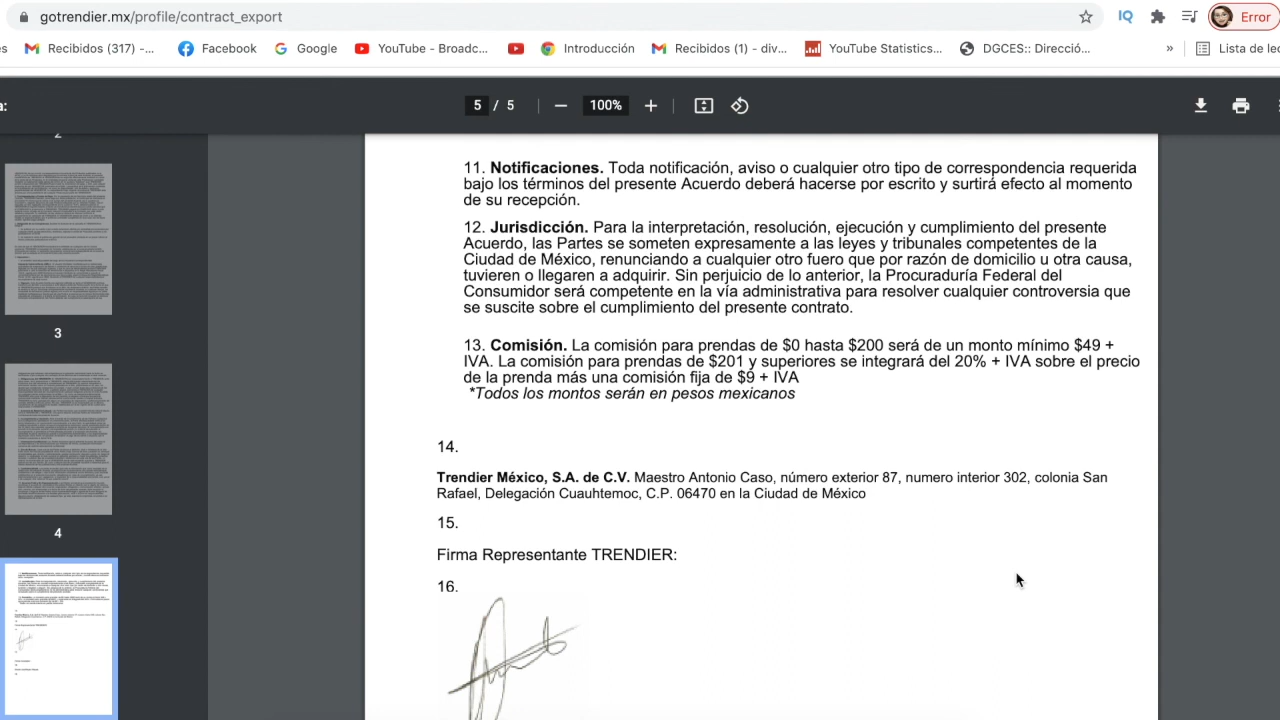 gotrendier.mx/profile/contract_export
Error
es Recibidos (317) -... Facebook Google YouTube - Broadc... Introducción Recibidos (1) - div... YouTube Statistics... DGCES:: Direcció... » Lista de lec
a: 5 / 5 100%
2
3
4
11. Notificaciones. Toda notificación, aviso o cualquier otro tipo de correspondencia requerida
bajo los términos del presente Acuerdo deberá hacerse por escrito y surtirá efecto al momento
de su recepción.
12. Jurisdicción. Para la interpretación, resolución, ejecución y cumplimiento del presente
Acuerdo, las Partes se someten expresamente a las leyes y tribunales competentes de la
Ciudad de México, renunciando a cualquier otro fuero que por razón de domicilio u otra causa,
tuvieren o llegaren a adquirir. Sin perjuicio de lo anterior, la Procuraduría Federal del
Consumidor será competente en la vía administrativa para resolver cualquier controversia que
se suscite sobre el cumplimiento del presente contrato.
13. Comisión. La comisión para prendas de $0 hasta $200 será de un monto mínimo $49 +
IVA. La comisión para prendas de $201 y superiores se integrará del 20% + IVA sobre el precio
de la prenda más una comisión fija de $9 + IVA
*Todos los montos serán en pesos mexicanos
14.
Trendier México, S.A. de C.V. Maestro Antonio Caso, número exterior 87, numero interior 302, colonia San
Rafael, Delegación Cuauhtemoc, C.P. 06470 en la Ciudad de México
15.
Firma Representante TRENDIER:
16.